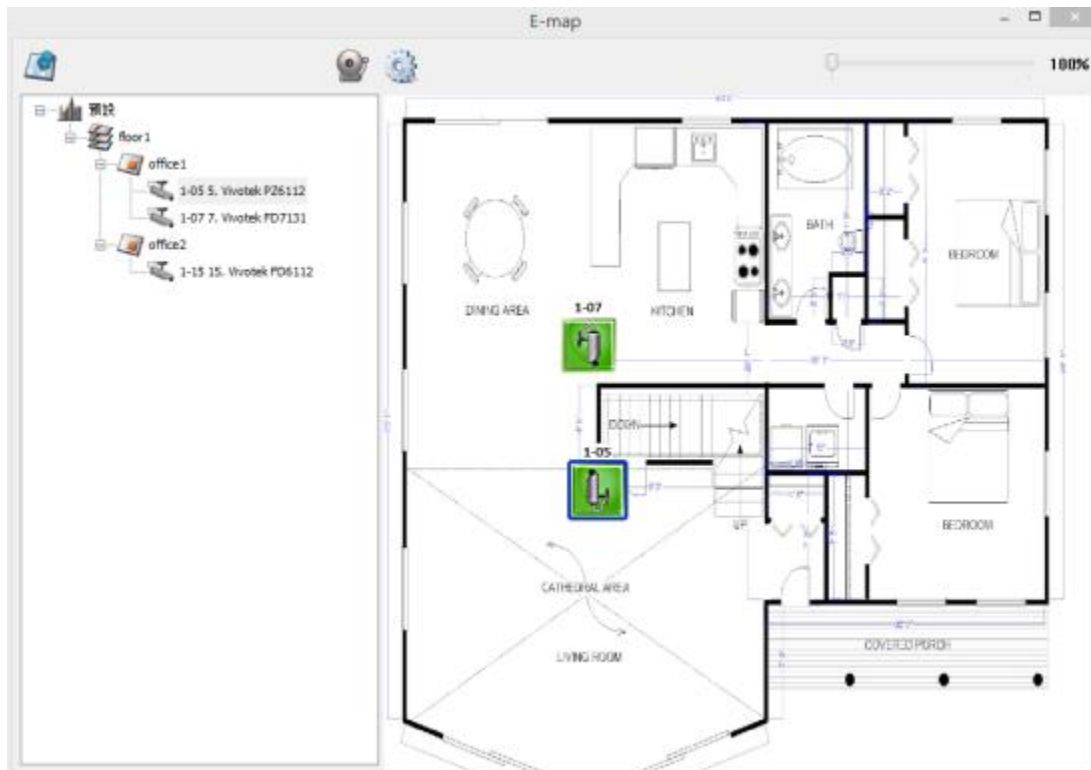 E-map
100%
預設
floor1
office1
1-05 5. Vivotek PZ6112
1-07 7. Vivotek FD7131
office2
1-15 15. Vivotek FD6112
BATH
BEDROOM
DINING AREA
1-07
KITCHEN
DOWN
1-05
UP
BEDROOM
CATHEDRAL AREA
LIVING ROOM
COVERED PORCH